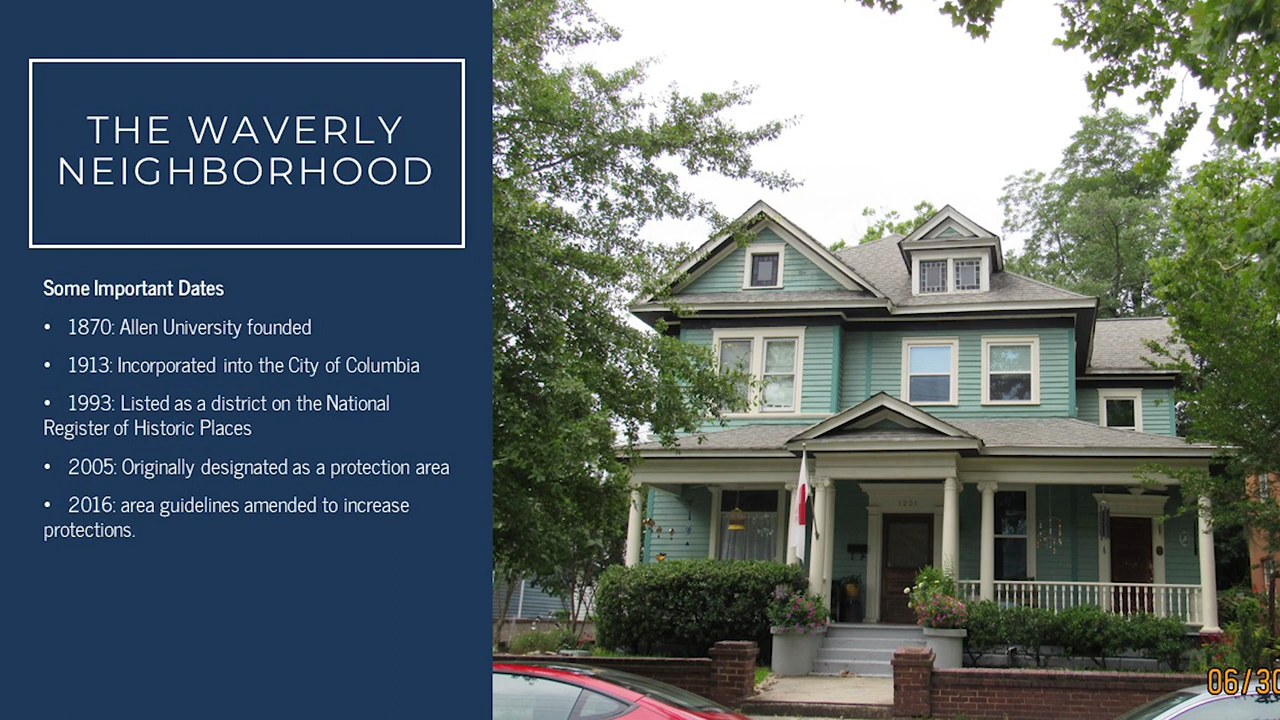 THE WAVERLY
NEIGHBORHOOD
Some Important Dates
• 1870: Allen University founded
• 1913: Incorporated into the City of Columbia
• 1993: Listed as a district on the National
Register of Historic Places
• 2005: Originally designated as a protection area
• 2016: area guidelines amended to increase
protections.
06/30